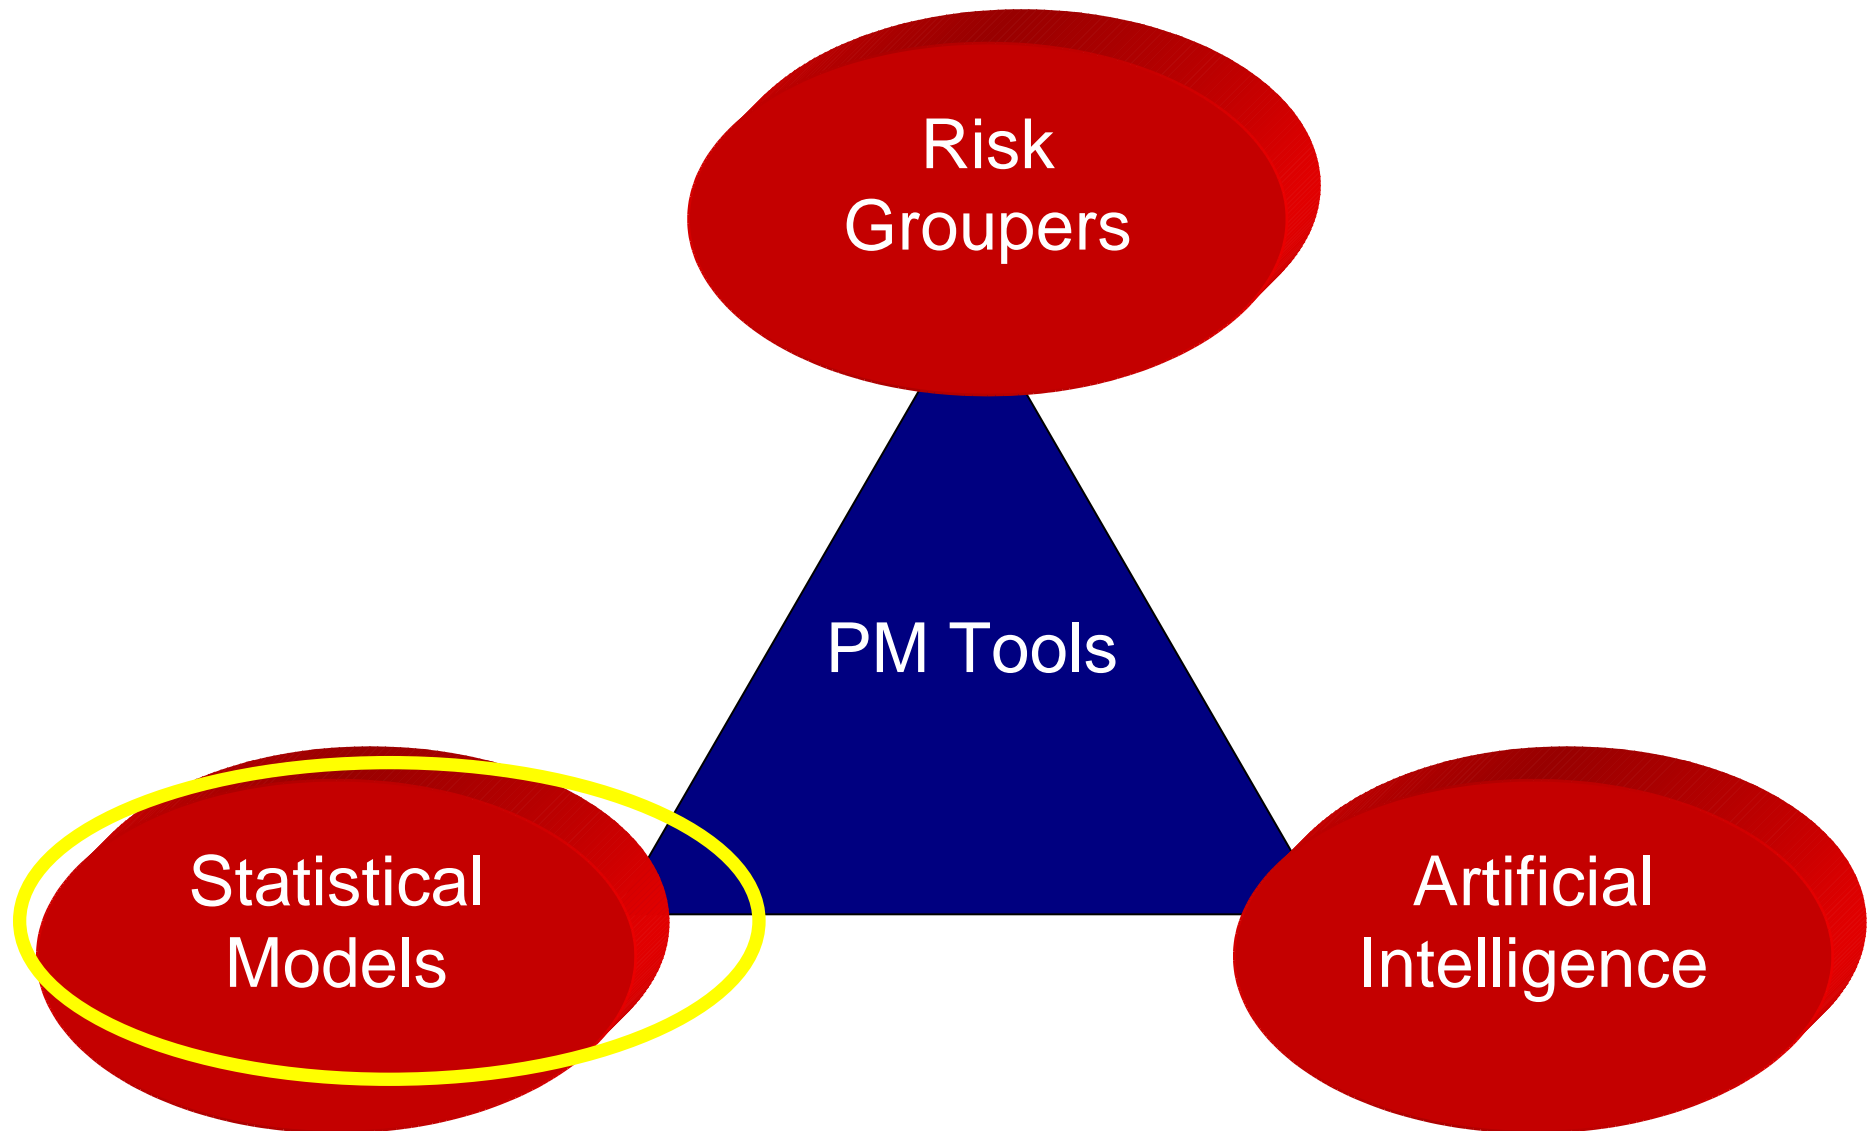 Risk
Groupers
PM Tools
Statistical
Models
Artificial
Intelligence